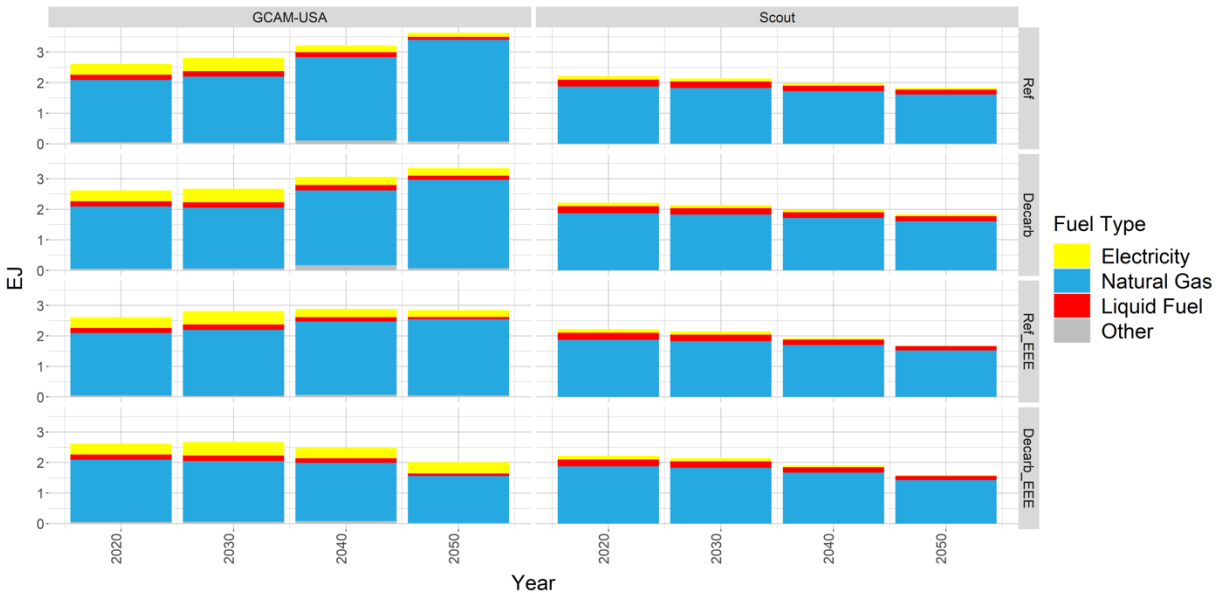 GCAM-USA
Scout
3
2
1
0
Ref
3
2
1
0
Decarb
3
2
1
0
Ref_EEE
3
2
1
0
Decarb_EEE
EJ
2020
2030
2040
2050
2020
2030
2040
2050
Year
Fuel Type
Electricity
Natural Gas
Liquid Fuel
Other